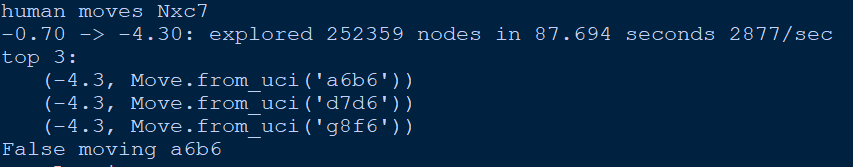 human moves Nxc7
-0.70 -> -4.30: explored 252359 nodes in 87.694 seconds 2877/sec
top 3:
   (-4.3, Move.from_uci('a6b6'))
   (-4.3, Move.from_uci('d7d6'))
   (-4.3, Move.from_uci('g8f6'))
False moving a6b6